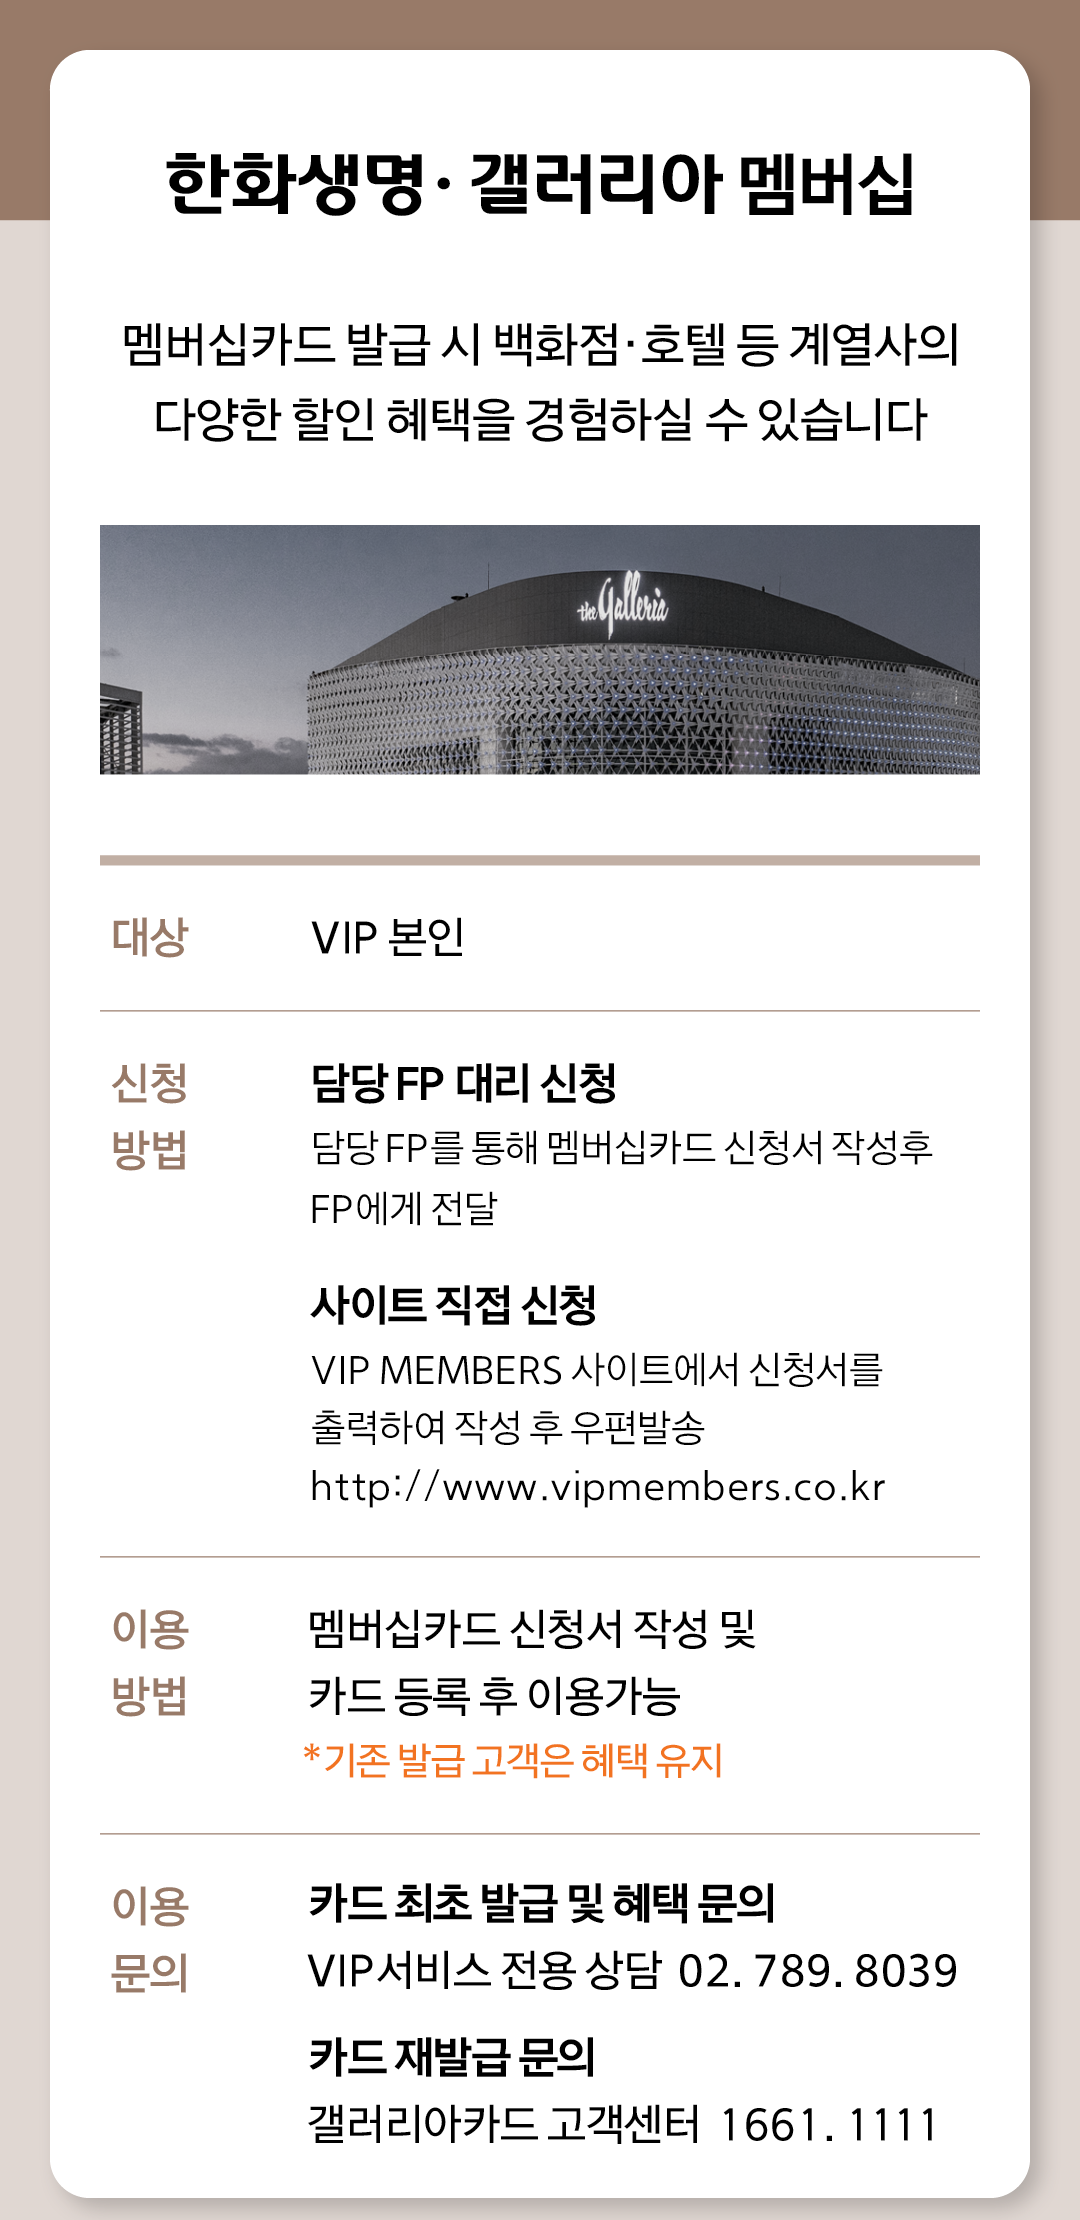 한화생명· 갤러리아 멤버십
멤버십카드 발급 시 백화점·호텔 등 계열사의
다양한 할인 혜택을 경험하실 수 있습니다
the Galleria
대상
VIP 본인
신청
방법
담당 FP 대리 신청
담당 FP를 통해 멤버십카드 신청서 작성후
FP에게 전달
사이트 직접 신청
VIP MEMBERS 사이트에서 신청서를
출력하여 작성 후 우편발송
http://www.vipmembers.co.kr
이용
방법
멤버십카드 신청서 작성 및
카드 등록 후 이용가능
*기존 발급 고객은 혜택 유지
이용
문의
카드 최초 발급 및 혜택 문의
VIP서비스 전용 상담 02. 789. 8039
카드 재발급 문의
갤러리아카드 고객센터 1661. 1111